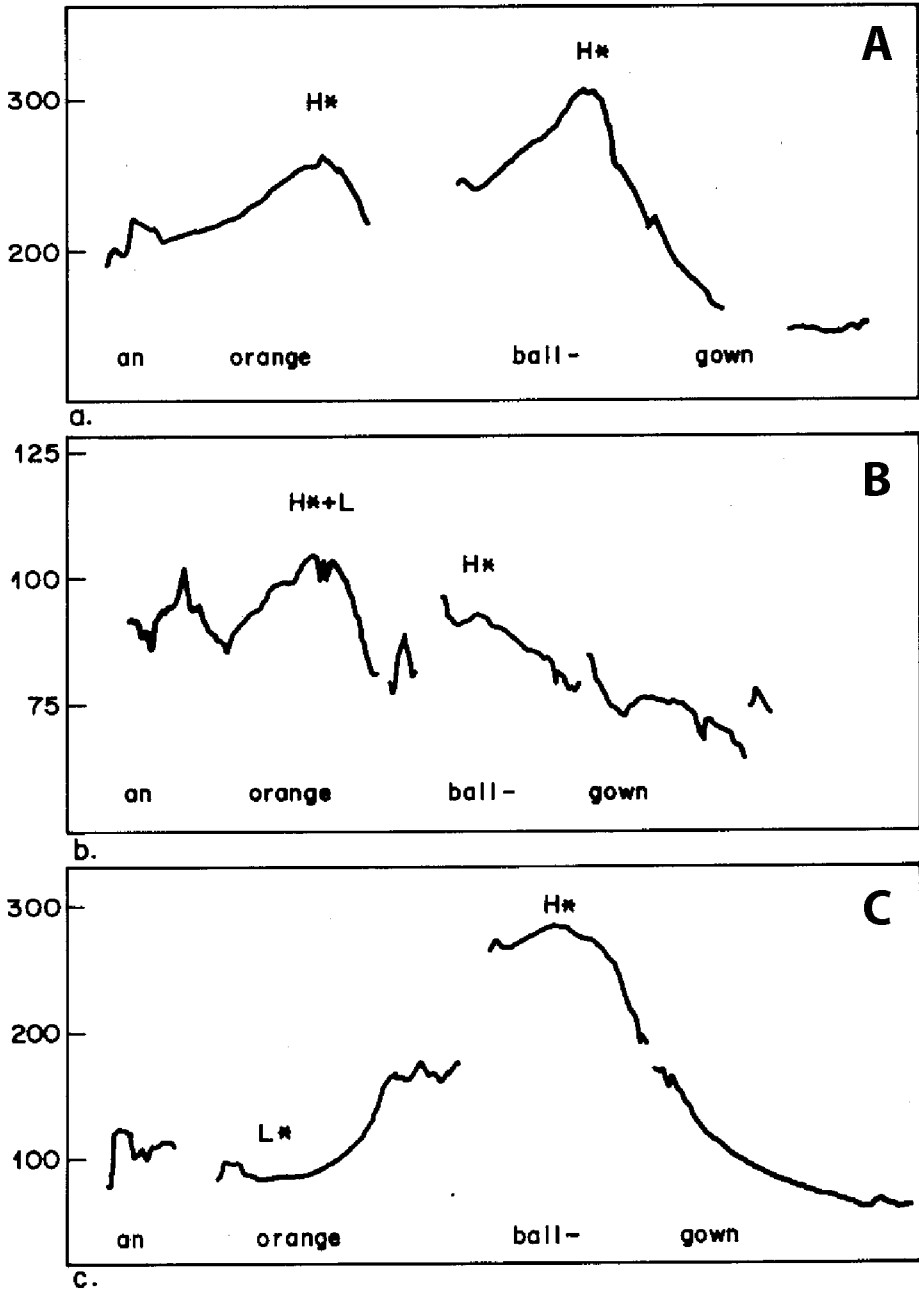 A
H*
H*
300
200
an orange ball- gown
a.
125
B
H*+L
H*
100
75
an orange ball- gown
b.
300
H*
C
200
L*
100
an orange ball- gown
c.